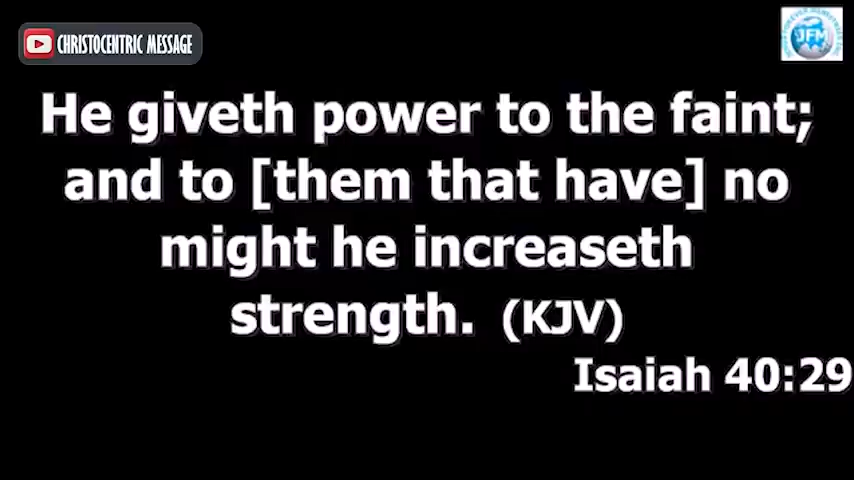 CHRISTOCENTRIC MESSAGE
JFM
He giveth power to the faint;
and to [them that have] no
might he increaseth
strength. (KJV)
Isaiah 40:29